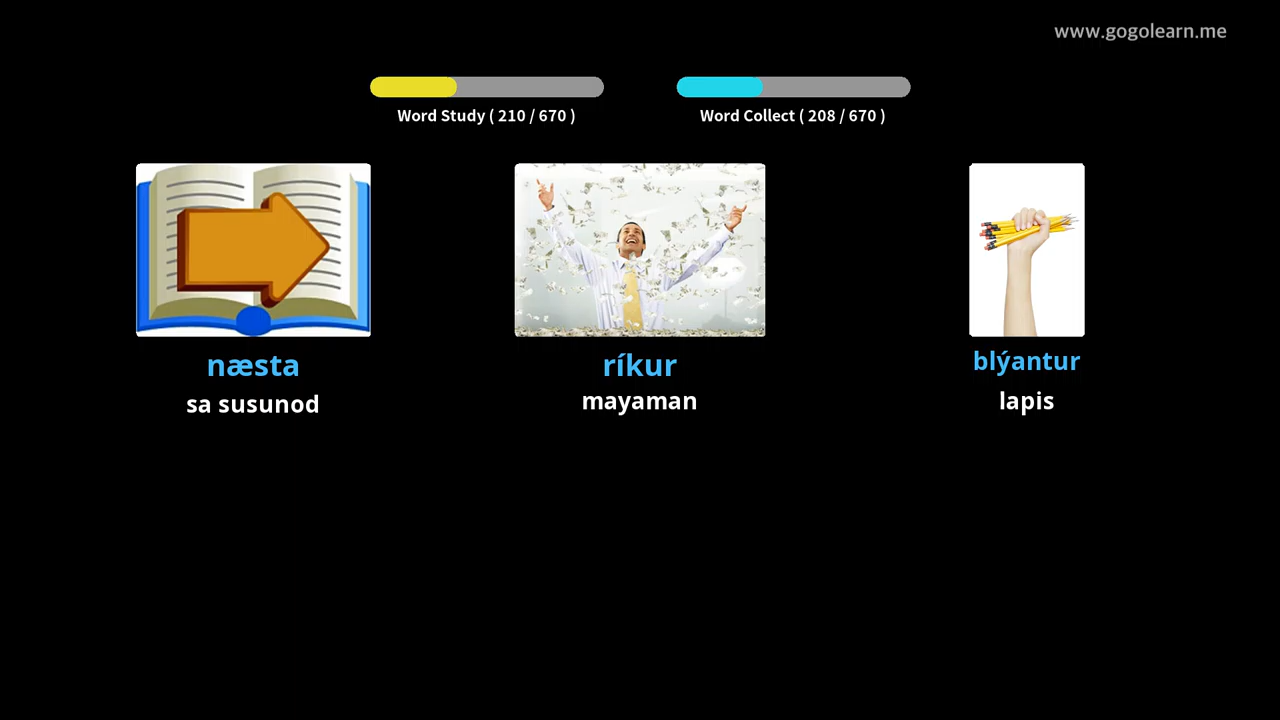 www.gogolearn.me
Word Study ( 210 / 670 )
Word Collect ( 208 / 670 )
næsta
ríkur
blýantur
sa susunod
mayaman
lapis